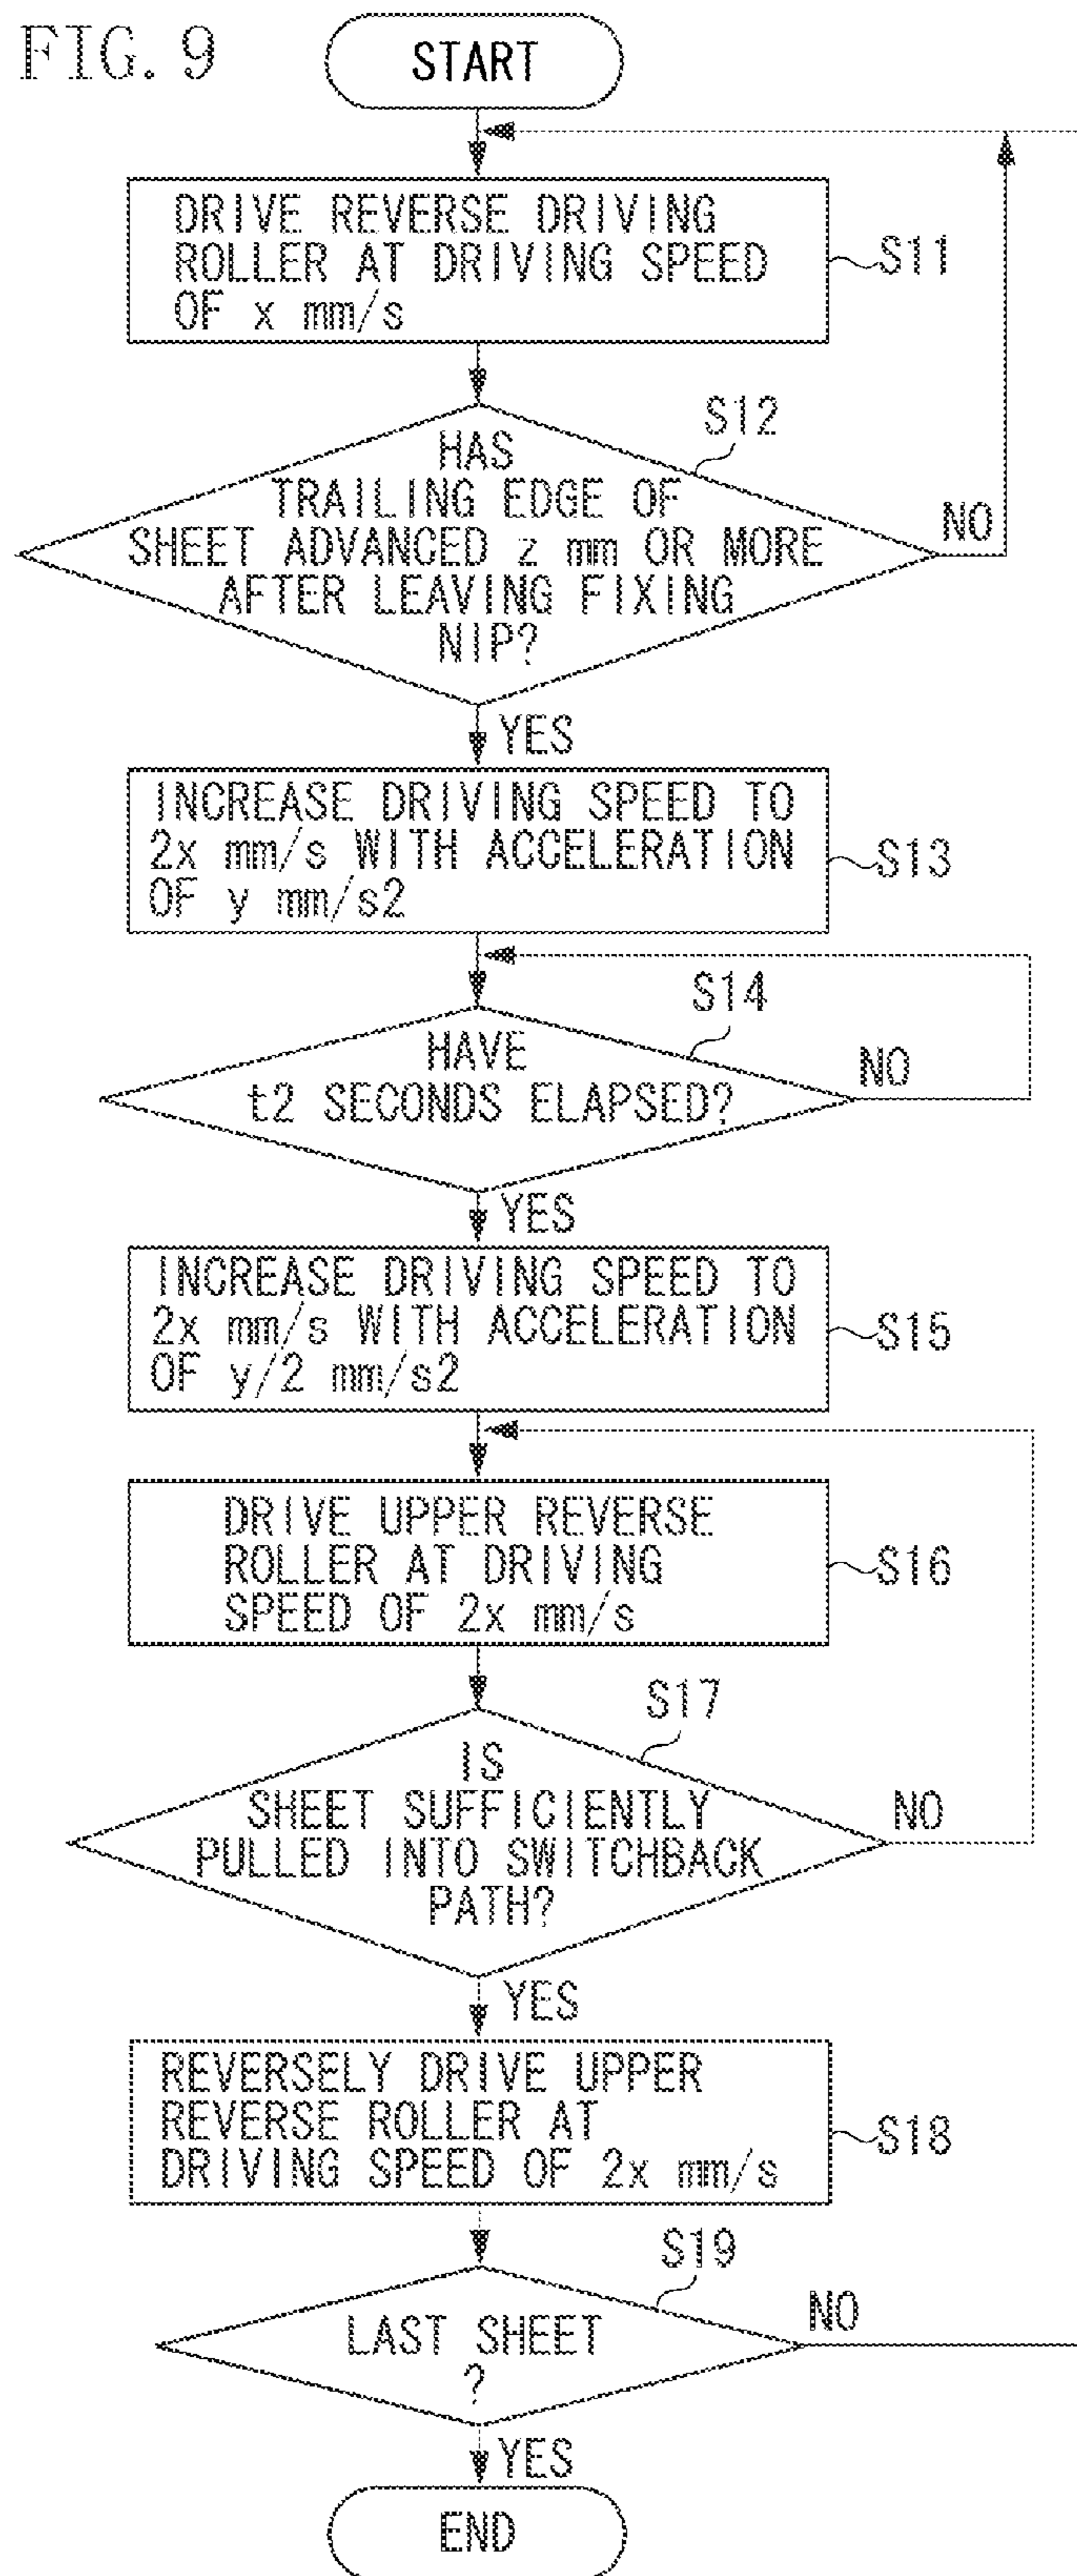 FIG. 9
START
DRIVE REVERSE DRIVING
ROLLER AT DRIVING SPEED
OF x mm/s
S11
S12
HAS
TRAILING EDGE OF
SHEET ADVANCED z mm OR MORE
AFTER LEAVING FIXING
NIP?
NO
YES
INCREASE DRIVING SPEED TO
2x mm/s WITH ACCELERATION
OF y mm/s2
S13
S14
HAVE
t2 SECONDS ELAPSED?
NO
YES
INCREASE DRIVING SPEED TO
2x mm/s WITH ACCELERATION
OF y/2 mm/s2
S15
DRIVE UPPER REVERSE
ROLLER AT DRIVING
SPEED OF 2x mm/s
S16
S17
IS
SHEET SUFFICIENTLY
PULLED INTO SWITCHBACK
PATH?
NO
YES
REVERSELY DRIVE UPPER
REVERSE ROLLER AT
DRIVING SPEED OF 2x mm/s
S18
S19
LAST SHEET
?
NO
YES
END